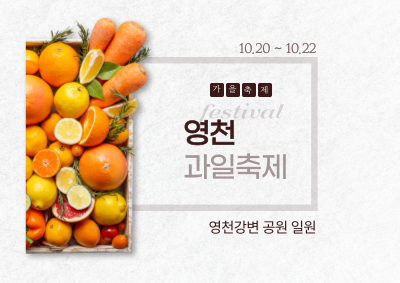 10.20 ~ 10.22
가을축제
festival
영천
과일축제
영천강변 공원 일원